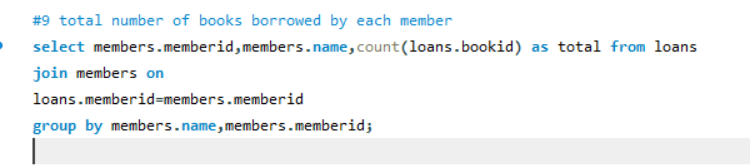 #9 total number of books borrowed by each member
select members.memberid,members.name,count(loans.bookid) as total from loans
join members on
loans.memberid=members.memberid
group by members.name,members.memberid;